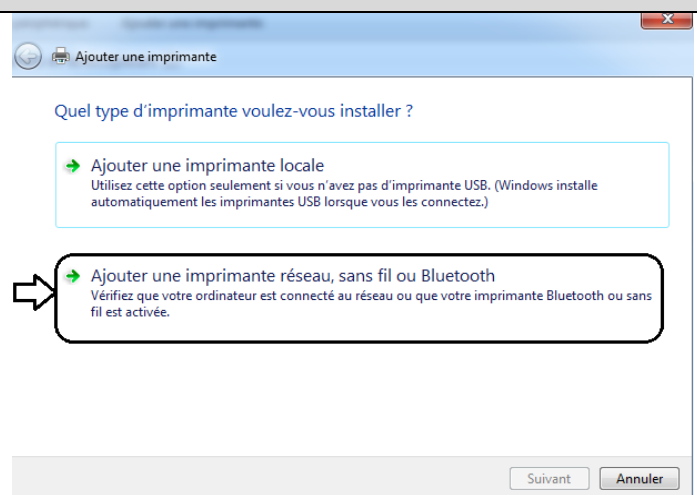 Ajouter une imprimante
Quel type d'imprimante voulez-vous installer ?
Ajouter une imprimante locale
Utilisez cette option seulement si vous n'avez pas d'imprimante USB. (Windows installe
automatiquement les imprimantes USB lorsque vous les connectez.)
Ajouter une imprimante réseau, sans fil ou Bluetooth
Vérifiez que votre ordinateur est connecté au réseau ou que votre imprimante Bluetooth ou sans
fil est activée.
Suivant Annuler